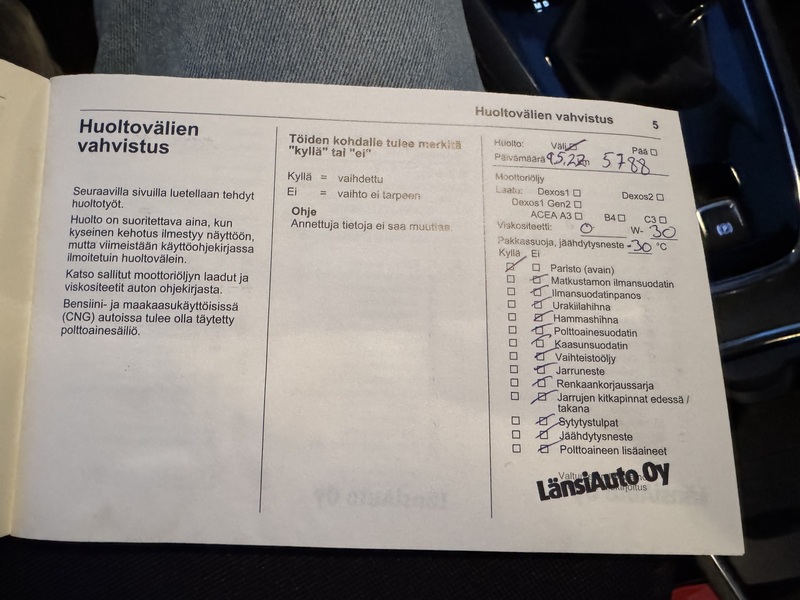 Huoltovälien vahvistus 5
Huoltovälien
vahvistus
Seuraavilla sivuilla luetellaan tehdyt
huoltotyöt.
Huolto on suoritettava aina, kun
kyseinen kehotus ilmestyy näyttöön,
mutta viimeistään käyttöohjekirjassa
ilmoitetuin huoltovälein.
Katso sallitut moottoriöljyn laadut ja
viskositeetit auton ohjekirjasta.
Bensiini- ja maakaasukäyttöisissä
(CNG) autoissa tulee olla täytetty
polttoainesäiliö.
Töiden kohdalle tulee merkitä
"kyllä" tai "ei"
Kyllä = vaihdettu
Ei = vaihto ei tarpeen
Ohje
Annettuja tietoja ei saa muuttaa.
Huolto: Väli Pää
Päivämäärä 5788
Moottoriöljy
Laatu: Dexos1 Dexos2
Dexos1 Gen2
ACEA A3 B4 C3
Viskositeetti: 0 W- 30
Pakkassuoja, jäähdytysneste -30 °C
Kyllä Ei
Paristo (avain)
Matkustamon ilmansuodatin
Ilmansuodatinpanos
Urakiilahihna
Hammashihna
Polttoainesuodatin
Kaasunsuodatin
Vaihteistoöljy
Jarruneste
Renkaankorjaussarja
Jarrujen kitkapinnat edessä /
takana
Sytytystulpat
Jäähdytysneste
Polttoaineen lisäaineet
LänsiAuto Oy